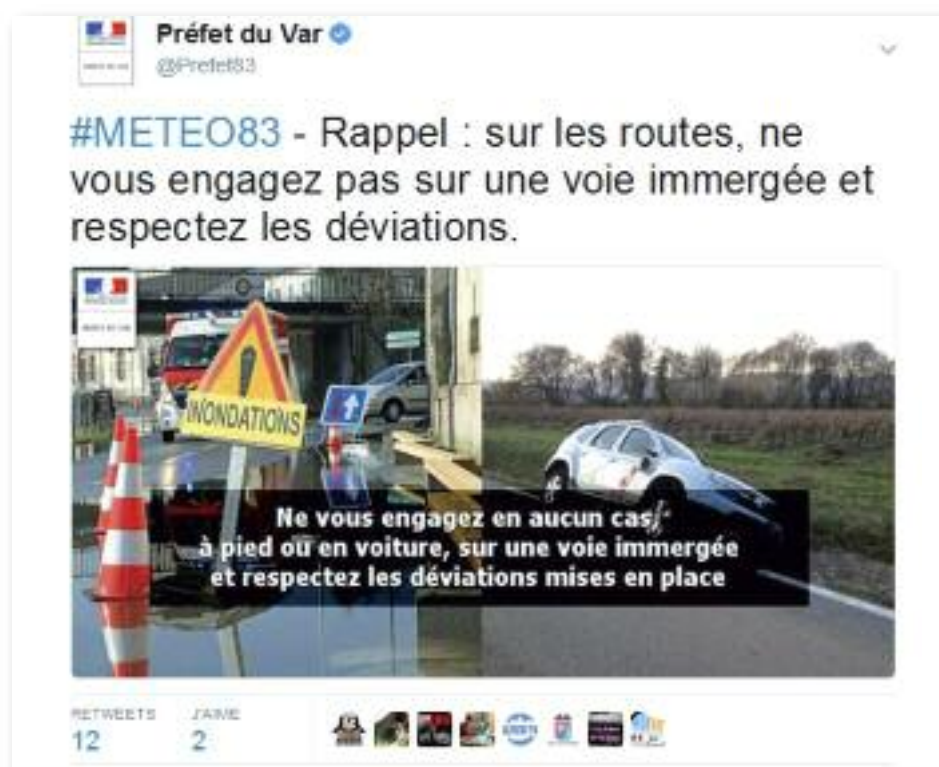 Préfet du Var
@Prefet83
#METEO83 - Rappel : sur les routes, ne
vous engagez pas sur une voie immergée et
respectez les déviations.
INONDATIONS
Ne vous engagez en aucun cas,
à pied ou en voiture, sur une voie immergée
et respectez les déviations mises en place
RETWEETS
J'AIME
12
2